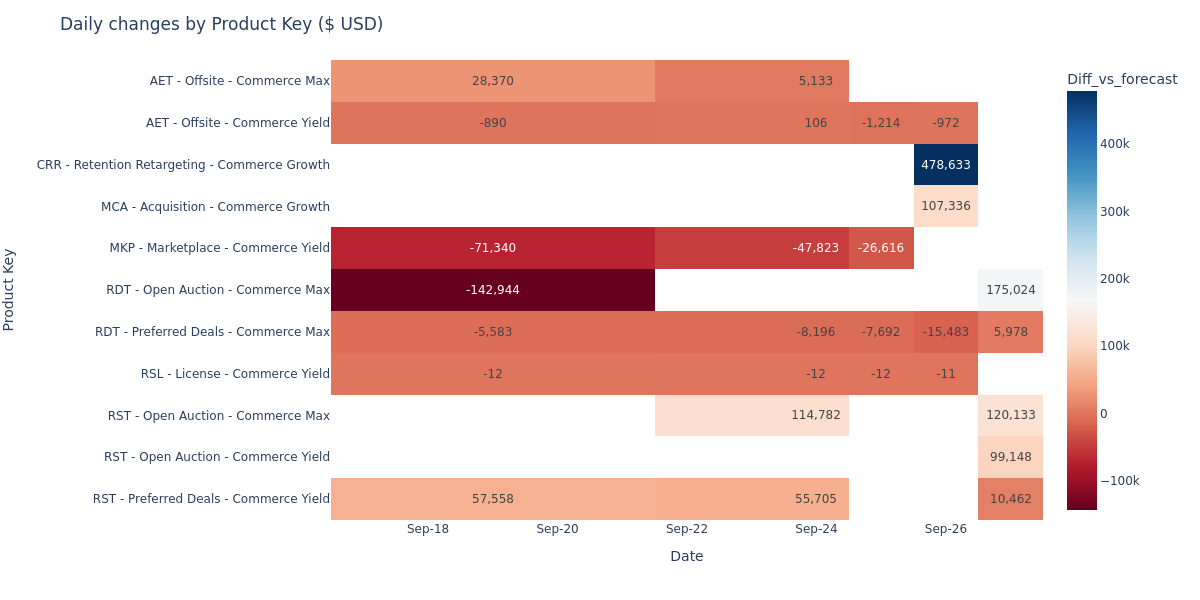 Daily changes by Product Key ($ USD)
Diff_vs_forecast
AET - Offsite - Commerce Max 28,370 5,133
AET - Offsite - Commerce Yield -890 106 -1,214 -972
CRR - Retention Retargeting - Commerce Growth 478,633
MCA - Acquisition - Commerce Growth 107,336
MKP - Marketplace - Commerce Yield -71,340 -47,823 -26,616
RDT - Open Auction - Commerce Max -142,944 175,024
RDT - Preferred Deals - Commerce Max -5,583 -8,196 -7,692 -15,483 5,978
RSL - License - Commerce Yield -12 -12 -12 -11
RST - Open Auction - Commerce Max 114,782 120,133
RST - Open Auction - Commerce Yield 99,148
RST - Preferred Deals - Commerce Yield 57,558 55,705 10,462
Product Key
Sep-18 Sep-20 Sep-22 Sep-24 Sep-26
Date
400k
300k
200k
100k
0
−100k